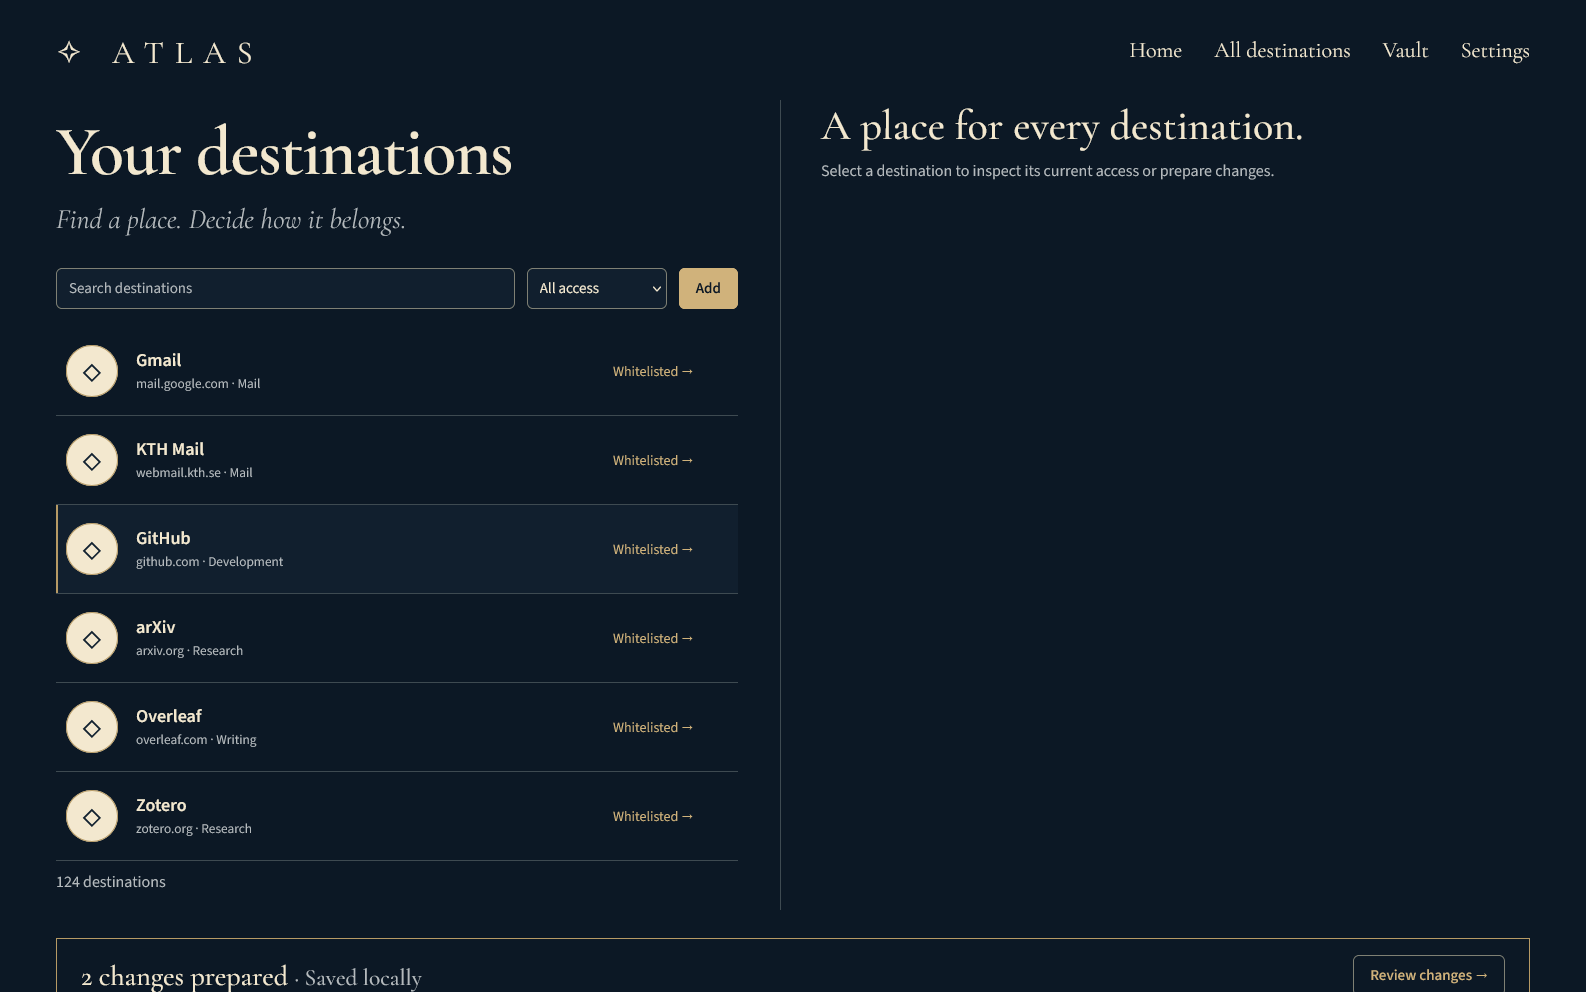 ATLAS
Home All destinations Vault Settings
Your destinations
Find a place. Decide how it belongs.
Search destinations
All access
Add
Gmail
mail.google.com · Mail
Whitelisted →
KTH Mail
webmail.kth.se · Mail
Whitelisted →
GitHub
github.com · Development
Whitelisted →
arXiv
arxiv.org · Research
Whitelisted →
Overleaf
overleaf.com · Writing
Whitelisted →
Zotero
zotero.org · Research
Whitelisted →
124 destinations
A place for every destination.
Select a destination to inspect its current access or prepare changes.
2 changes prepared · Saved locally
Review changes →